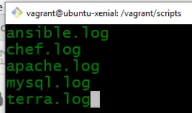 vagrant@ubuntu-xenial: /vagrant/scripts
ansible.log
chef.log
apache.log
mysql.log
terra.log